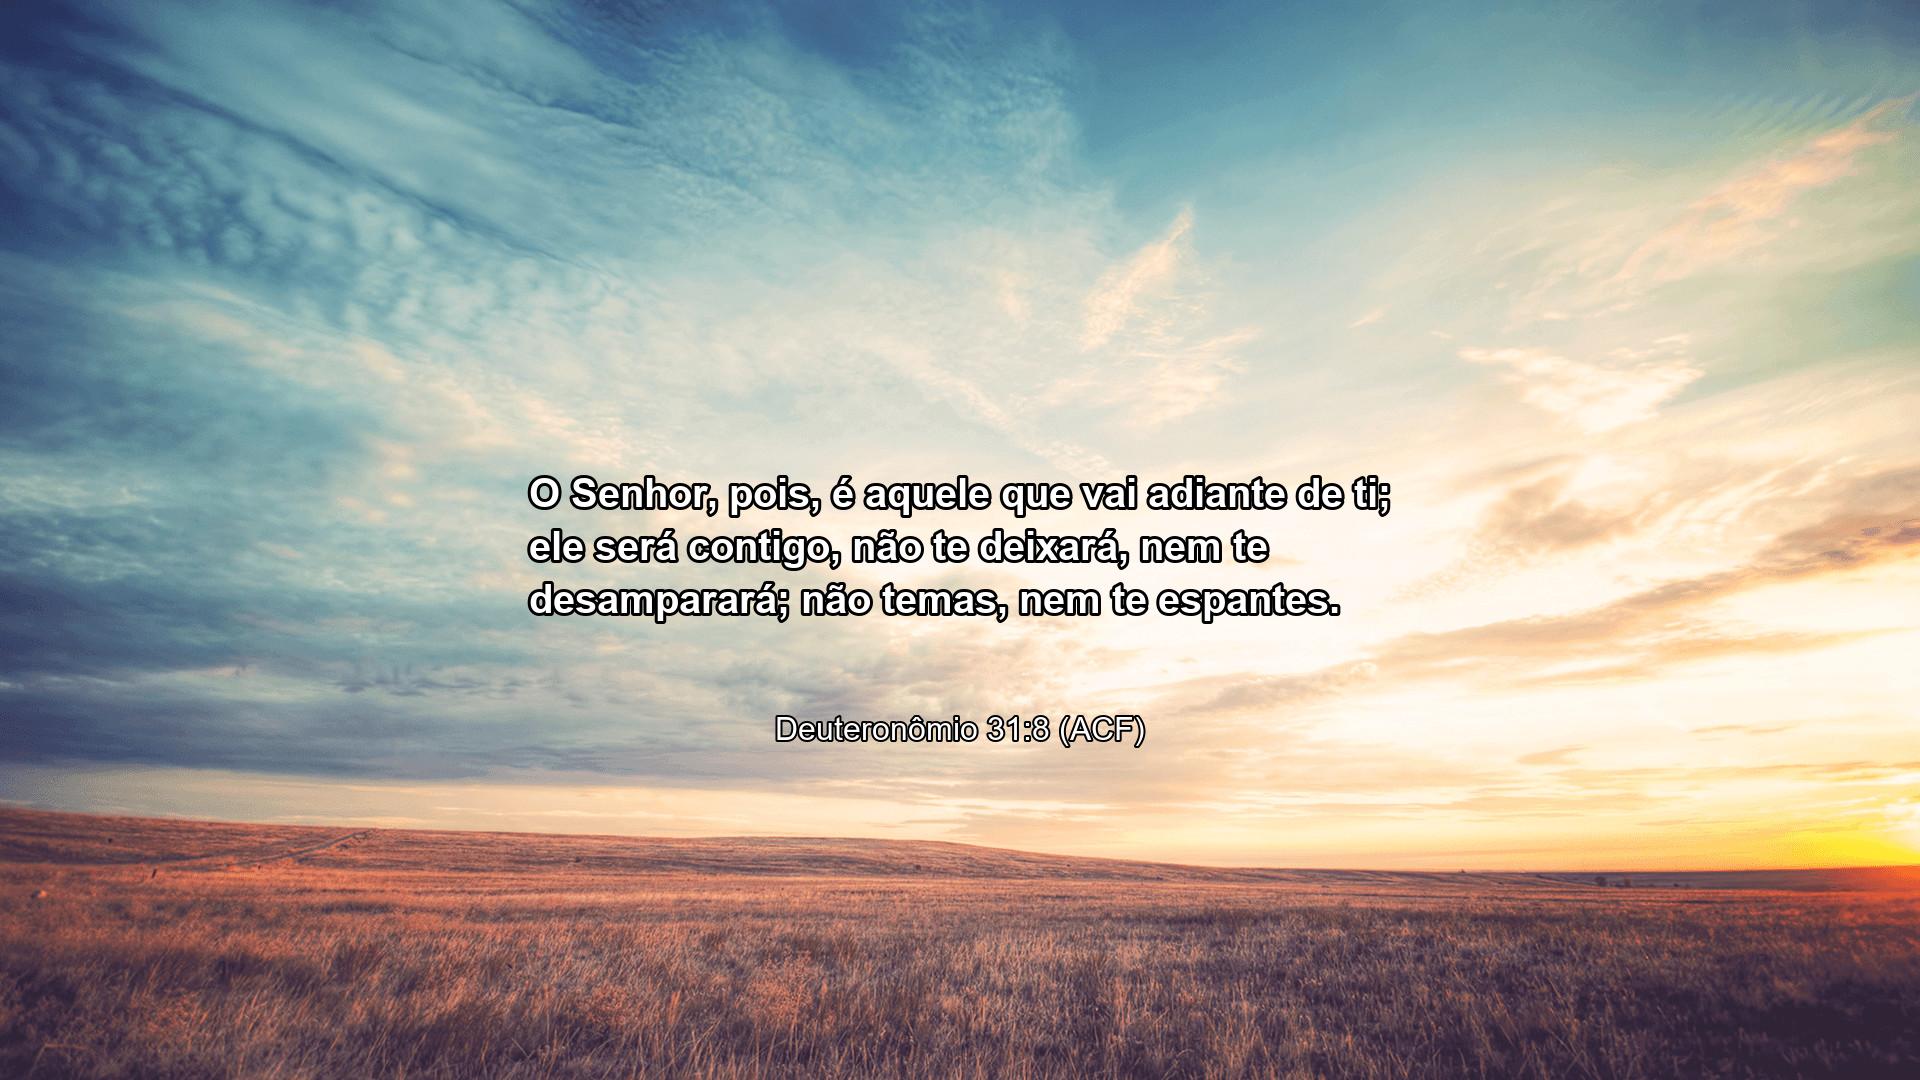 O Senhor, pois, é aquele que vai adiante de ti;
ele será contigo, não te deixará, nem te
desamparará; não temas, nem te espantes.
Deuteronômio 31:8 (ACF)